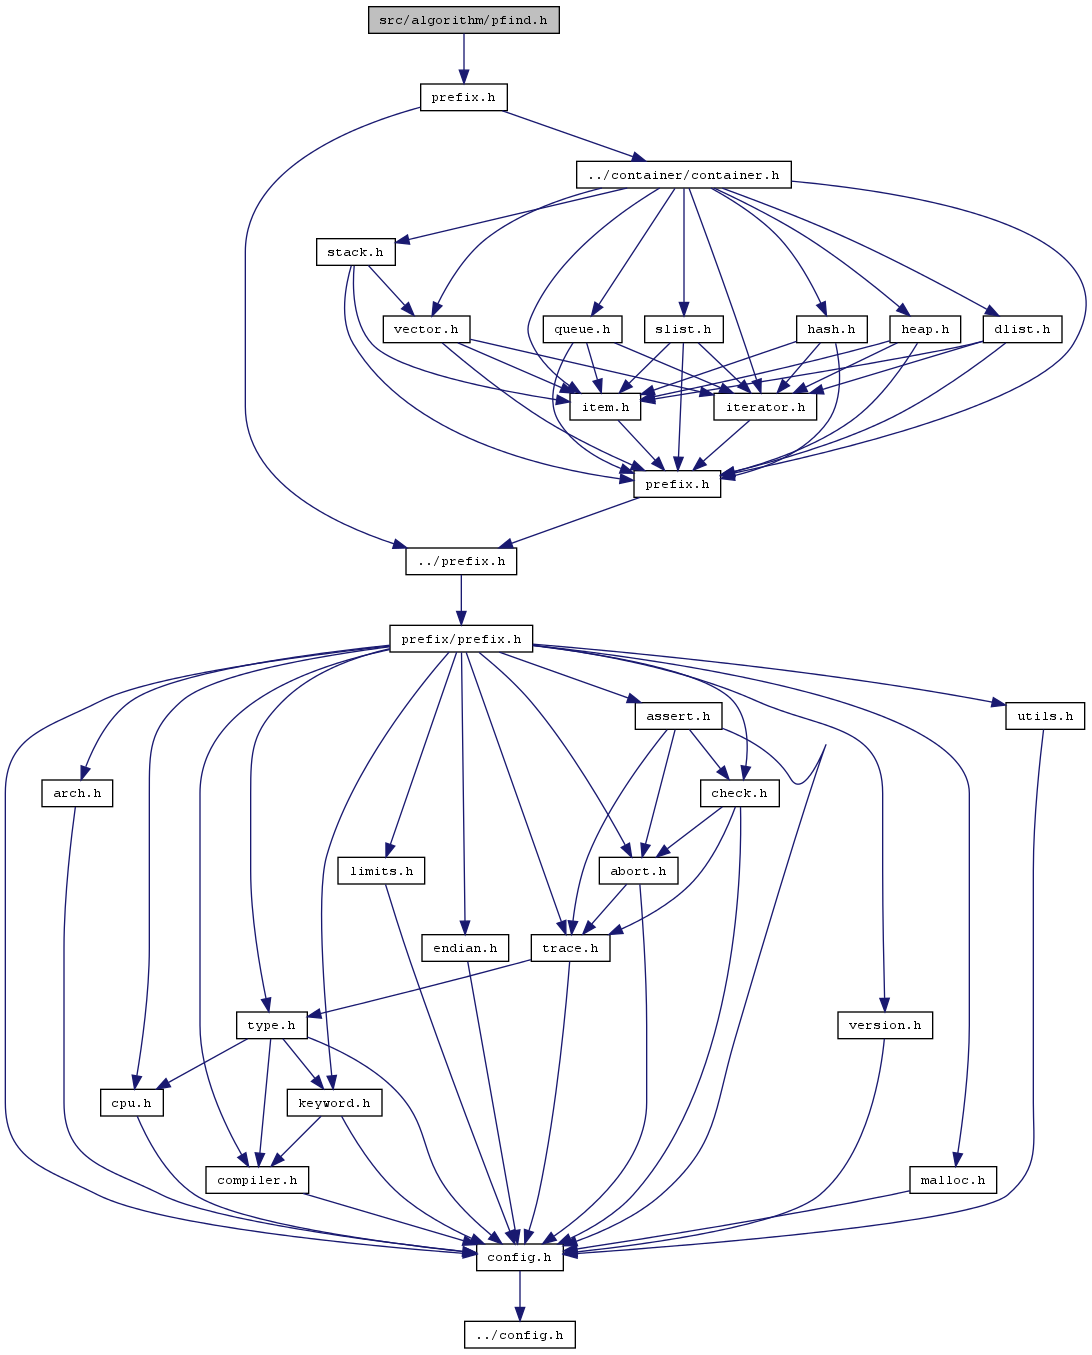 src/algorithm/pfind.h
prefix.h
../container/container.h
stack.h
vector.h
queue.h
slist.h
hash.h
heap.h
dlist.h
item.h
iterator.h
prefix.h
../prefix.h
prefix/prefix.h
assert.h
utils.h
arch.h
check.h
limits.h
abort.h
endian.h
trace.h
type.h
version.h
cpu.h
keyword.h
compiler.h
malloc.h
config.h
../config.h